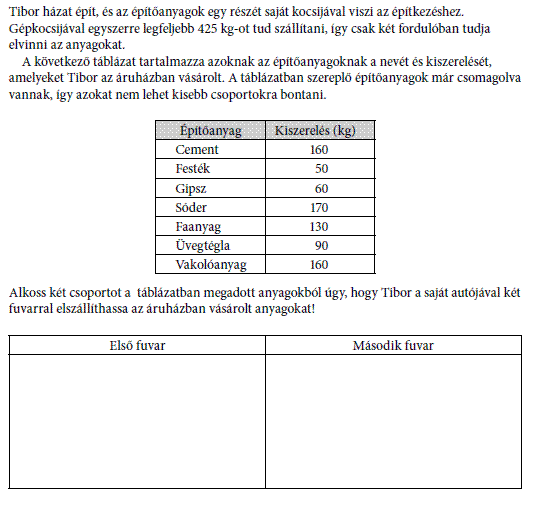 Tibor házat épít, és az építőanyagok egy részét saját kocsijával viszi az építkezéshez.
Gépkocsijával egyszerre legfeljebb 425 kg-ot tud szállítani, így csak két fordulóban tudja
elvinni az anyagokat.
A következő táblázat tartalmazza azoknak az építőanyagoknak a nevét és kiszerelését,
amelyeket Tibor az áruházban vásárolt. A táblázatban szereplő építőanyagok már csomagolva
vannak, így azokat nem lehet kisebb csoportokra bontani.
Építőanyag Kiszerelés (kg)
Cement 160
Festék 50
Gipsz 60
Sóder 170
Faanyag 130
Üvegtégla 90
Vakolóanyag 160
Alkoss két csoportot a táblázatban megadott anyagokból úgy, hogy Tibor a saját autójával két
fuvarral elszállíthassa az áruházban vásárolt anyagokat!
Első fuvar Második fuvar